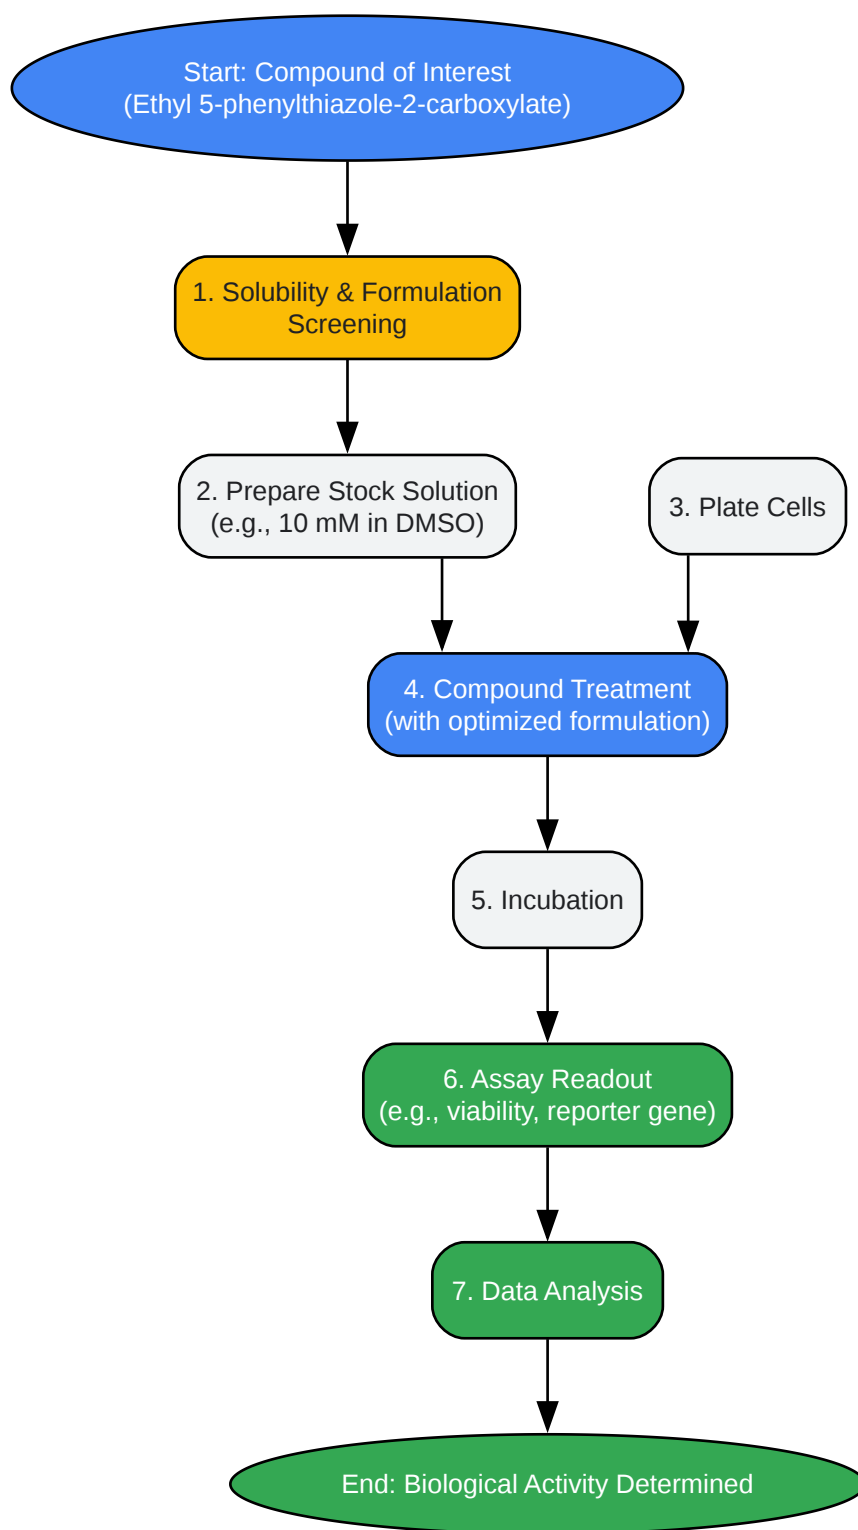 Start: Compound of Interest
(Ethyl 5-phenylthiazole-2-carboxylate)
1. Solubility & Formulation
Screening
2. Prepare Stock Solution
(e.g., 10 mM in DMSO)
3. Plate Cells
4. Compound Treatment
(with optimized formulation)
5. Incubation
6. Assay Readout
(e.g., viability, reporter gene)
7. Data Analysis
End: Biological Activity Determined